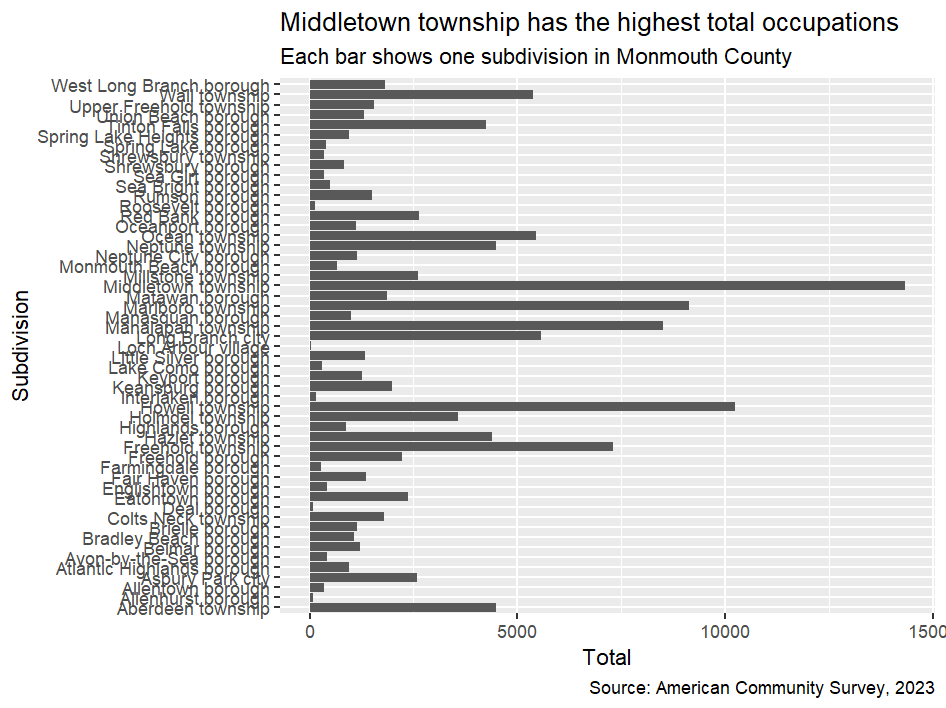 Middletown township has the highest total occupations
Each bar shows one subdivision in Monmouth County
West Long Branch borough
Wall township
Upper Freehold township
Union Beach borough
Tinton Falls borough
Spring Lake Heights borough
Spring Lake borough
Shrewsbury township
Shrewsbury borough
Sea Girt borough
Sea Bright borough
Rumson borough
Roosevelt borough
Red Bank borough
Oceanport borough
Ocean township
Neptune township
Neptune City borough
Monmouth Beach borough
Millstone township
Middletown township
Matawan borough
Marlboro township
Manasquan borough
Manalapan township
Long Branch city
Loch Arbour village
Little Silver borough
Lake Como borough
Keyport borough
Keansburg borough
Interlaken borough
Howell township
Holmdel township
Highlands borough
Hazlet township
Freehold township
Freehold borough
Farmingdale borough
Fair Haven borough
Englishtown borough
Eatontown borough
Deal borough
Colts Neck township
Brielle borough
Bradley Beach borough
Belmar borough
Avon-by-the-Sea borough
Atlantic Highlands borough
Asbury Park city
Allentown borough
Allenhurst borough
Aberdeen township
Subdivision
0 5000 10000 1500
Total
Source: American Community Survey, 2023